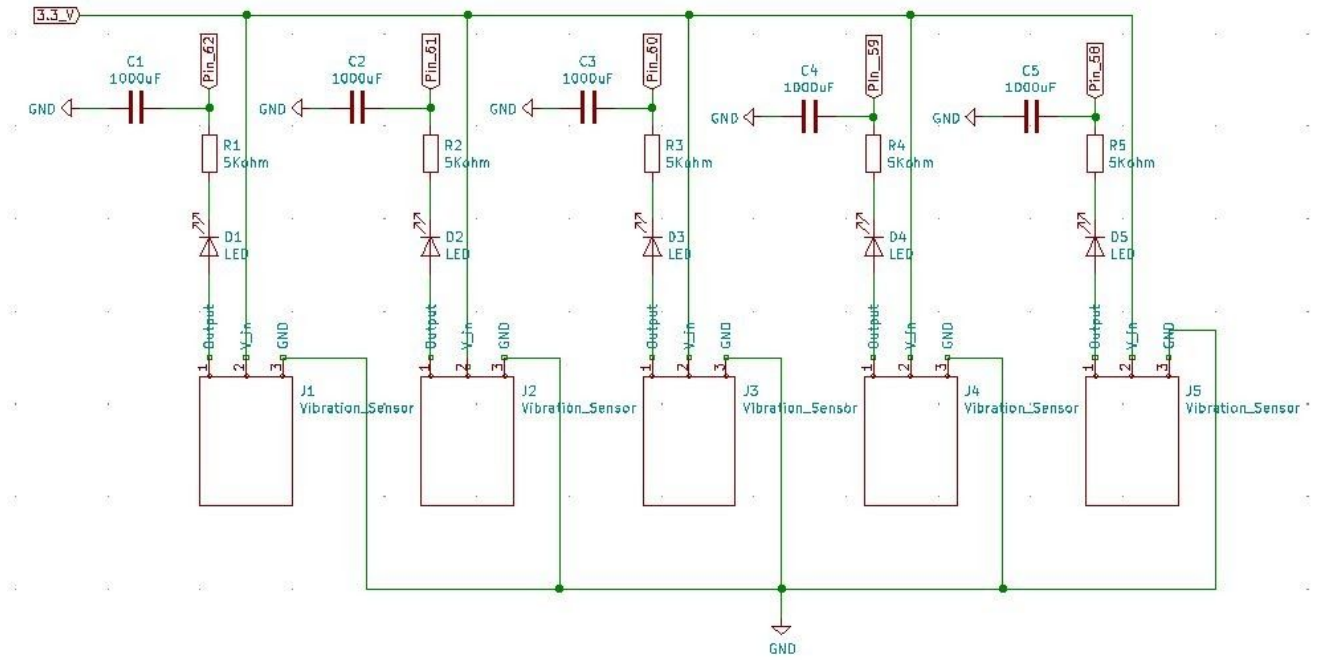 3.3_V
C1
1000uF
GND
Pin_62
R1
5Kohm
D1
LED
Output
V_in
GND
1
2
3
J1
Vibration_Sensor
C2
1000uF
GND
Pin_61
R2
5Kohm
D2
LED
Output
V_in
GND
1
2
3
J2
Vibration_Sensor
C3
1000uF
GND
Pin_60
R3
5Kohm
D3
LED
Output
V_in
GND
1
2
3
J3
Vibration_Sensor
C4
1000uF
GND
Pin__59
R4
5Kohm
D4
LED
Output
V_in
GND
1
2
3
J4
Vibration_Sensor
C5
1000uF
GND
Pin_58
R5
5Kohm
D5
LED
Output
V_in
GND
1
2
3
J5
Vibration_Sensor
GND